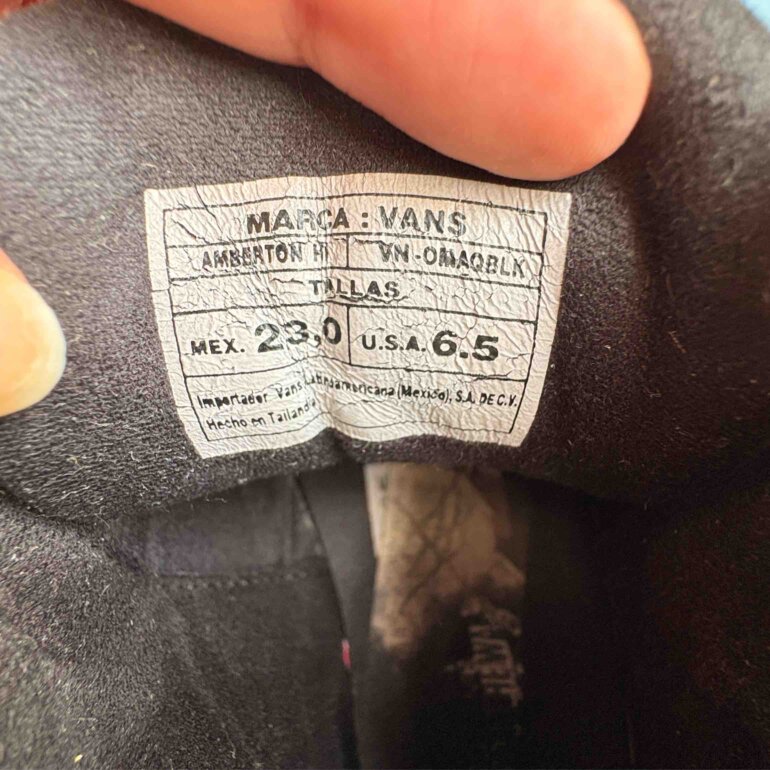 MARCA : VANS
AMBERTON HI VN-OMAQBLK
TALLAS
MEX. 23,0 U.S.A. 6.5
Importador Vans Latinoamericana (Mexico), S.A. DE C.V.
Hecho en Tailandia